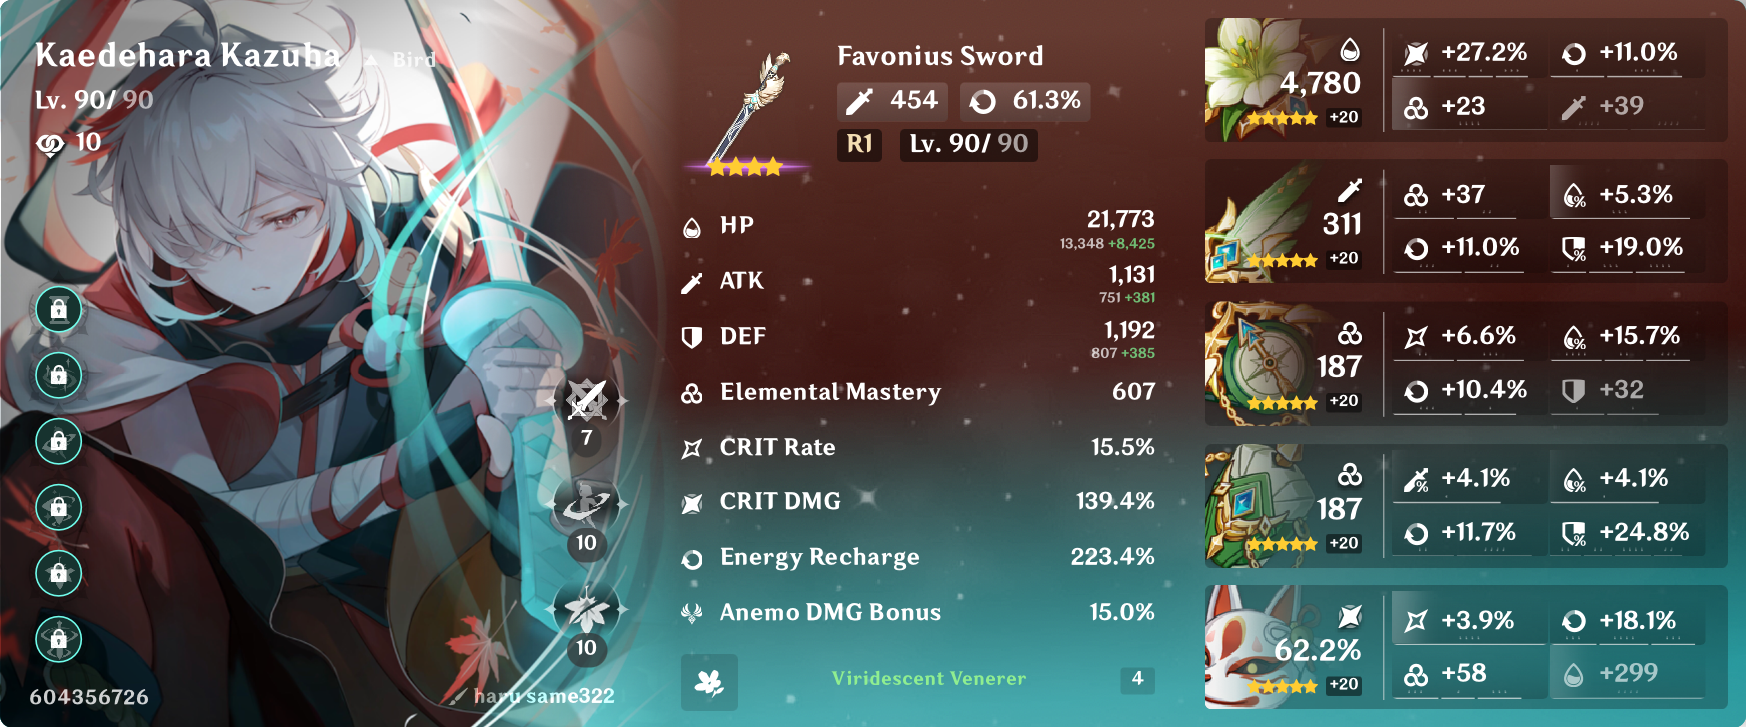 Kaedehara Kazuha Bird
Lv. 90/ 90
10
7
10
10
604356726
haru same322
Favonius Sword
454 61.3%
R1 Lv. 90/ 90
HP 21,773
13,348 +8,425
ATK 1,131
751 +381
DEF 1,192
807 +385
Elemental Mastery 607
CRIT Rate 15.5%
CRIT DMG 139.4%
Energy Recharge 223.4%
Anemo DMG Bonus 15.0%
Viridescent Venerer 4
4,780
+20
+27.2% +11.0%
+23 +39
311
+20
+37 +5.3%
+11.0% +19.0%
187
+20
+6.6% +15.7%
+10.4% +32
187
+20
+4.1% +4.1%
+11.7% +24.8%
62.2%
+20
+3.9% +18.1%
+58 +299